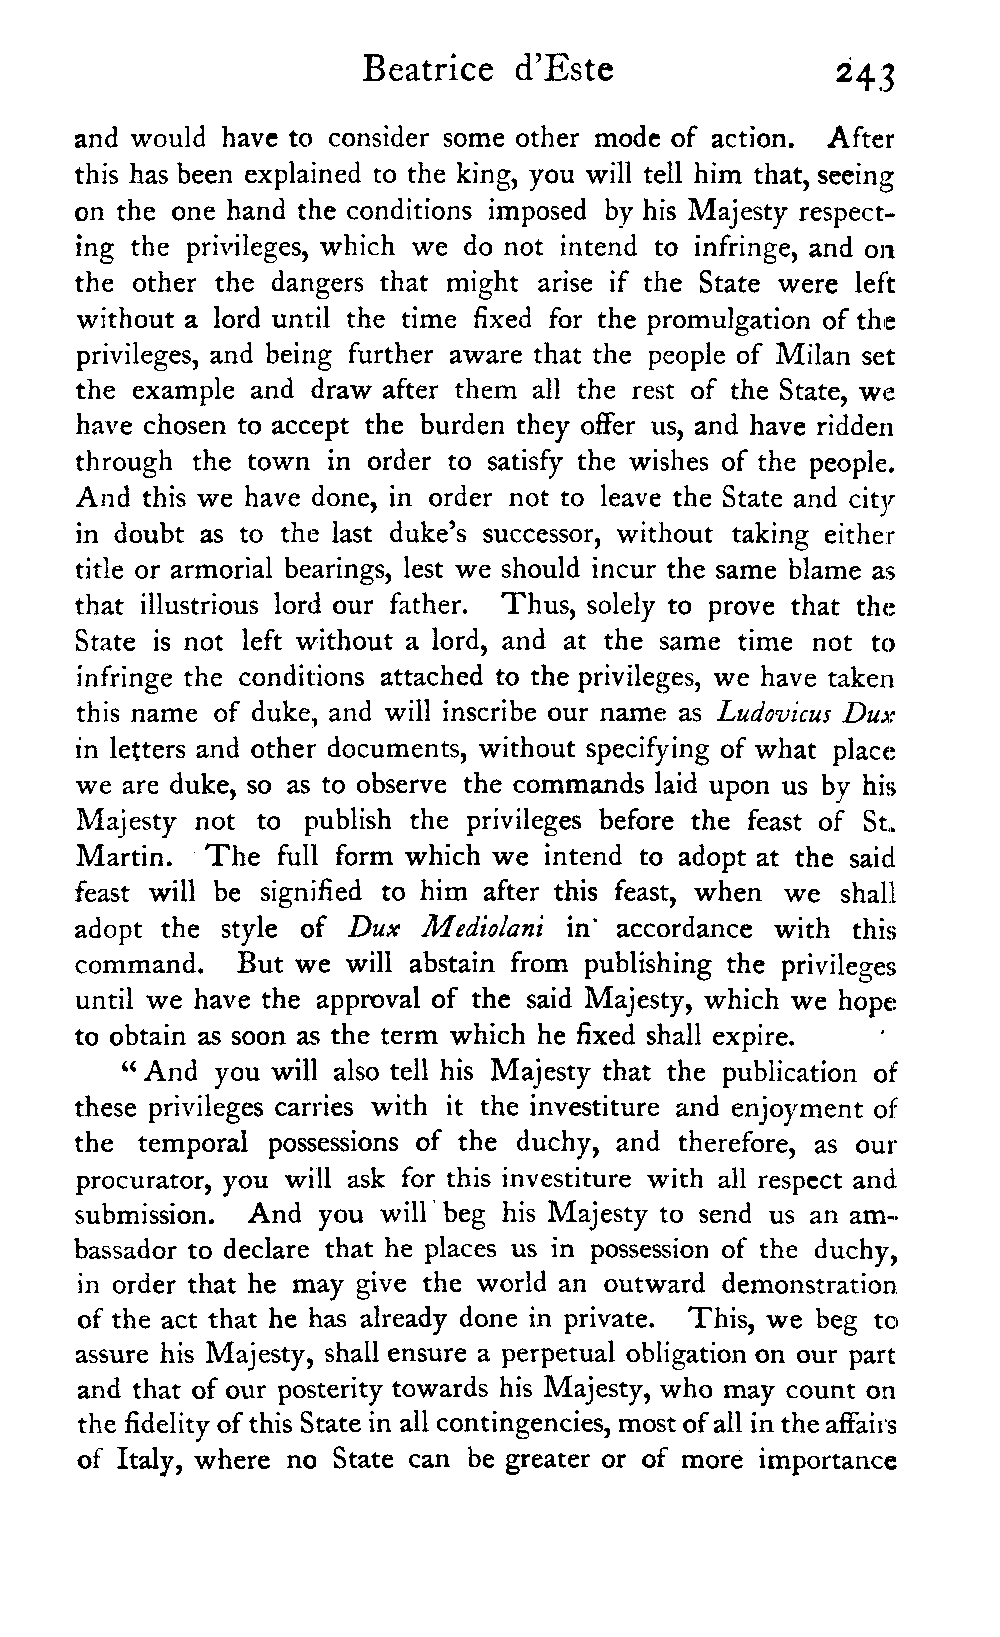 Beatrice d'Este 243
and would have to consider some other mode of action. After
this has been explained to the king, you will tell him that, seeing
on the one hand the conditions imposed by his Majesty respect-
ing the privileges, which we do not intend to infringe, and on
the other the dangers that might arise if the State were left
without a lord until the time fixed for the promulgation of the
privileges, and being further aware that the people of Milan set
the example and draw after them all the rest of the State, we
have chosen to accept the burden they offer us, and have ridden
through the town in order to satisfy the wishes of the people.
And this we have done, in order not to leave the State and city
in doubt as to the last duke's successor, without taking either
title or armorial bearings, lest we should incur the same blame as
that illustrious lord our father. Thus, solely to prove that the
State is not left without a lord, and at the same time not to
infringe the conditions attached to the privileges, we have taken
this name of duke, and will inscribe our name as Ludovicus Dux
in letters and other documents, without specifying of what place
we are duke, so as to observe the commands laid upon us by his
Majesty not to publish the privileges before the feast of St.
Martin. The full form which we intend to adopt at the said
feast will be signified to him after this feast, when we shall
adopt the style of Dux Mediolani in accordance with this
command. But we will abstain from publishing the privileges
until we have the approval of the said Majesty, which we hope
to obtain as soon as the term which he fixed shall expire.
"And you will also tell his Majesty that the publication of
these privileges carries with it the investiture and enjoyment of
the temporal possessions of the duchy, and therefore, as our
procurator, you will ask for this investiture with all respect and
submission. And you will beg his Majesty to send us an am-
bassador to declare that he places us in possession of the duchy,
in order that he may give the world an outward demonstration
of the act that he has already done in private. This, we beg to
assure his Majesty, shall ensure a perpetual obligation on our part
and that of our posterity towards his Majesty, who may count on
the fidelity of this State in all contingencies, most of all in the affairs
of Italy, where no State can be greater or of more importance